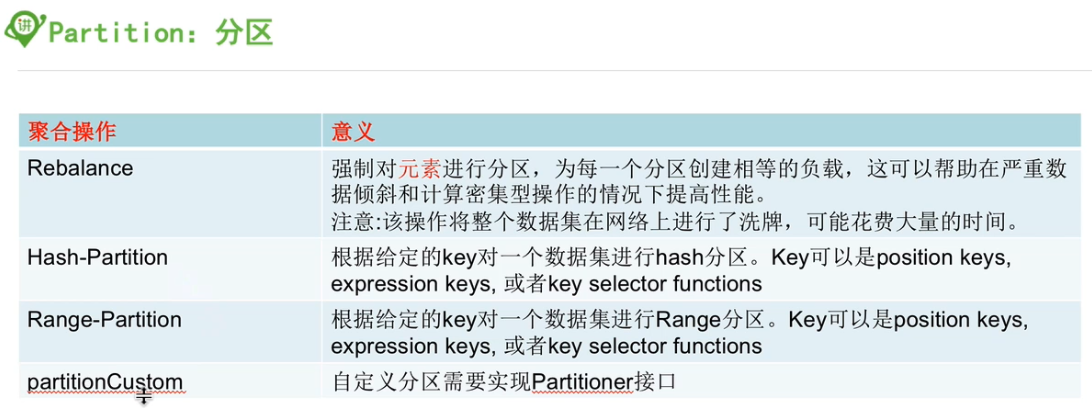 讲
Partition：分区
聚合操作
意义
Rebalance
强制对元素进行分区，为每一个分区创建相等的负载，这可以帮助在严重数
据倾斜和计算密集型操作的情况下提高性能。
注意:该操作将整个数据集在网络上进行了洗牌，可能花费大量的时间。
Hash-Partition
根据给定的key对一个数据集进行hash分区。Key可以是position keys,
expression keys, 或者key selector functions
Range-Partition
根据给定的key对一个数据集进行Range分区。Key可以是position keys,
expression keys, 或者key selector functions
partitionCustom
自定义分区需要实现Partitioner接口